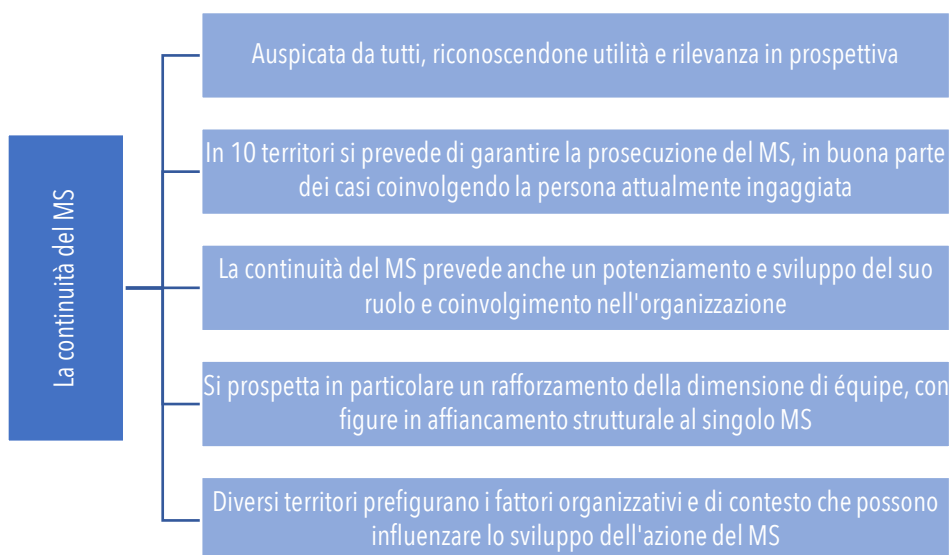 La continuità del MS
Auspicata da tutti, riconoscendone utilità e rilevanza in prospettiva
In 10 territori si prevede di garantire la prosecuzione del MS, in buona parte
dei casi coinvolgendo la persona attualmente ingaggiata
La continuità del MS prevede anche un potenziamento e sviluppo del suo
ruolo e coinvolgimento nell'organizzazione
Si prospetta in particolare un rafforzamento della dimensione di équipe, con
figure in affiancamento strutturale al singolo MS
Diversi territori prefigurano i fattori organizzativi e di contesto che possono
influenzare lo sviluppo dell'azione del MS